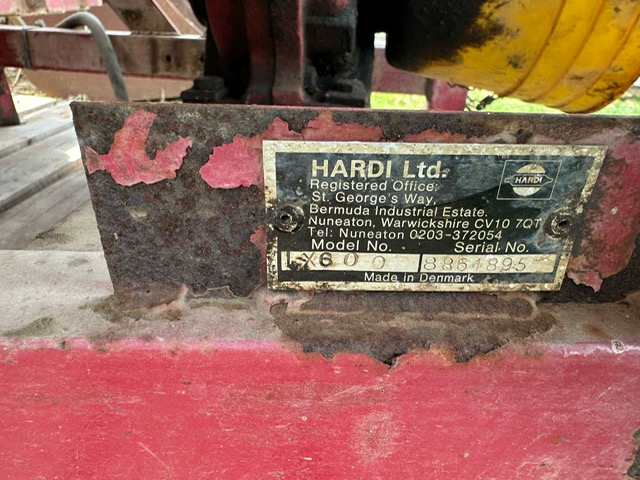 HARDI Ltd.
HARDI
Registered Office:
St. George's Way,
Bermuda Industrial Estate.
Nuneaton, Warwickshire CV10 7QT
Tel: Nuneaton 0203-372054
Model No. Serial No.
LX600 8861895
Made in Denmark